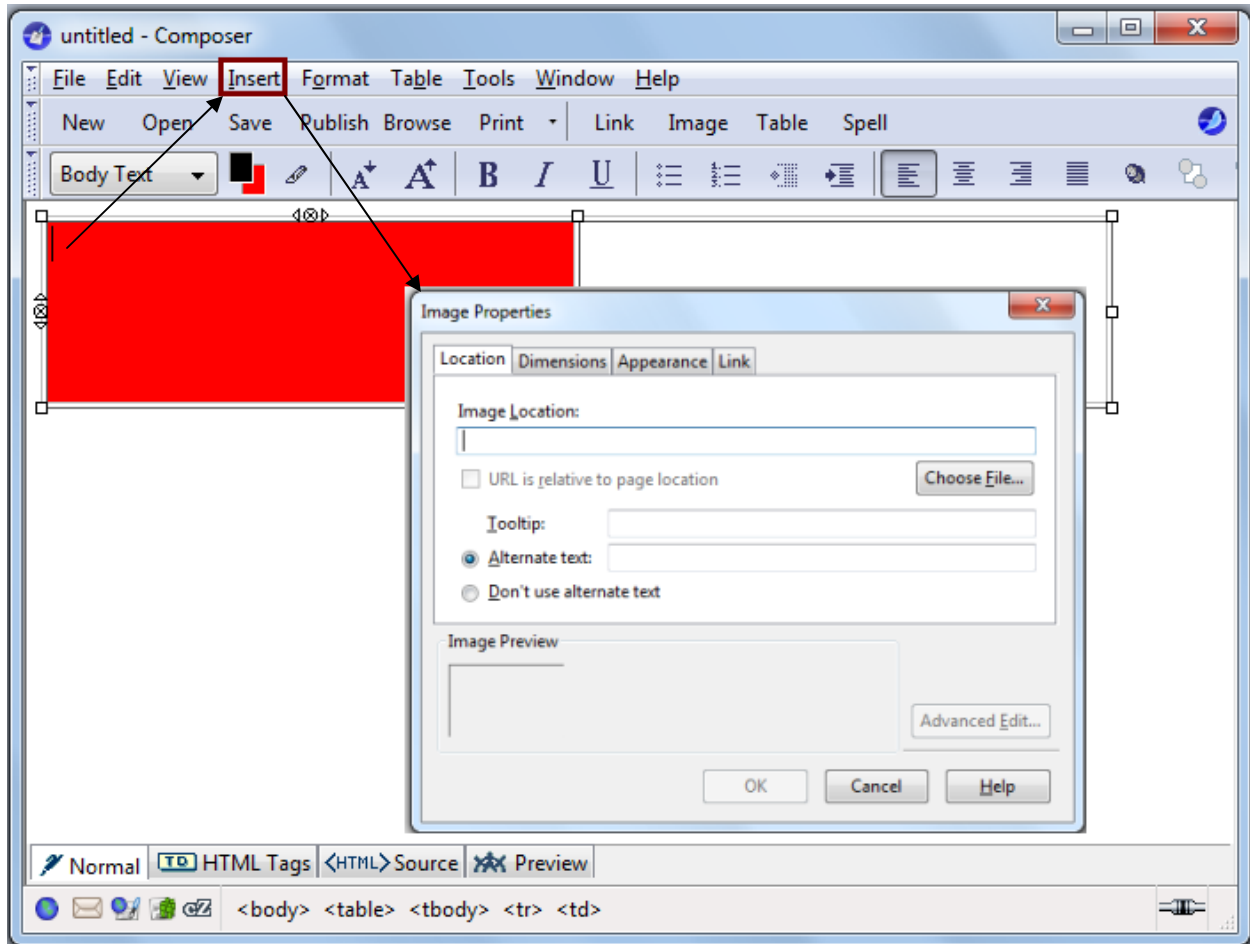 untitled - Composer
File Edit View Insert Format Table Tools Window Help
New Open Save Publish Browse Print Link Image Table Spell
Body Text A A B I U
Image Properties
Location Dimensions Appearance Link
Image Location:
URL is relative to page location Choose File...
Tooltip:
Alternate text:
Don't use alternate text
Image Preview
Advanced Edit...
OK Cancel Help
Normal TD HTML Tags <HTML> Source Preview
<body> <table> <tbody> <tr> <td>